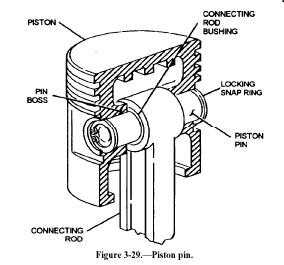 PISTON
CONNECTING
ROD
BUSHING
PIN
BOSS
LOCKING
SNAP RING
PISTON
PIN
CONNECTING
ROD
Figure 3-29.—Piston pin.